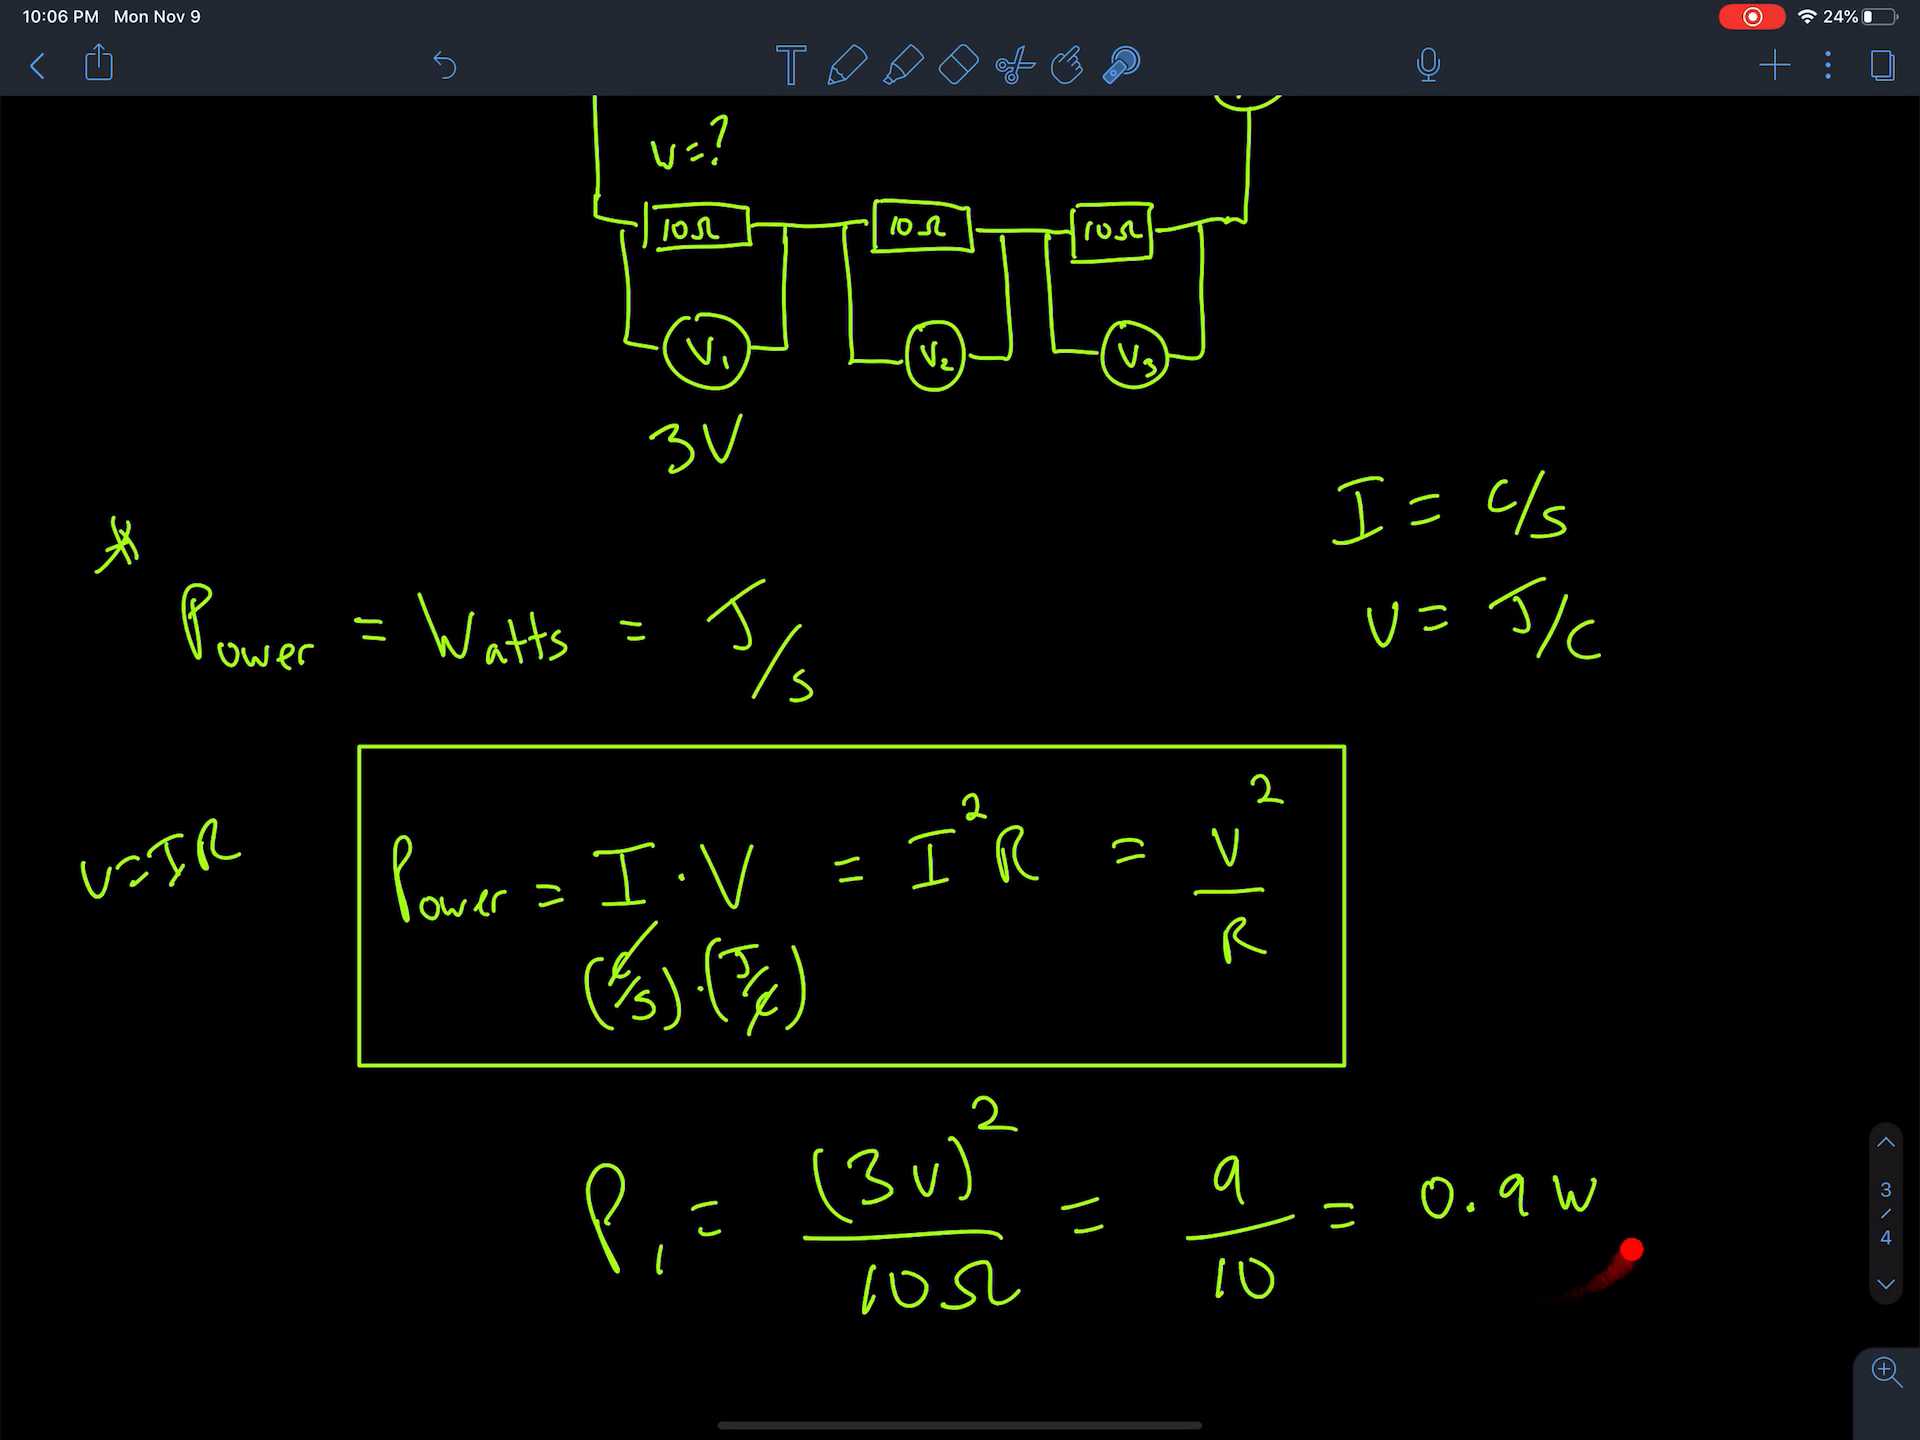 10:06 PM Mon Nov 9
24%
V=?
10Ω 10Ω 10Ω
V₁ V₂ V₃
3V
I = C/s
*
Power = Watts = J/s
V = J/C
V=IR
Power = I · V = I²R = V²/R
(C/s) · (J/C)
P₁ = (3V)²/10Ω = 9/10 = 0.9 W
3
/
4